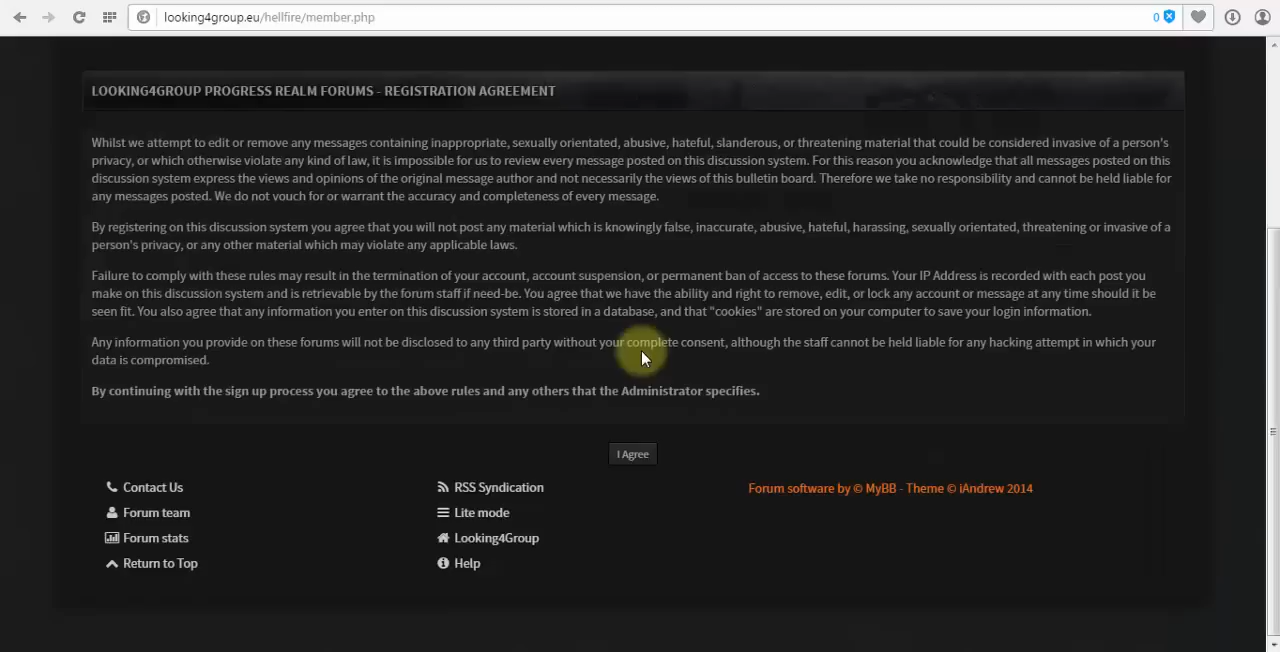 looking4group.eu/hellfire/member.php
0
LOOKING4GROUP PROGRESS REALM FORUMS - REGISTRATION AGREEMENT
Whilst we attempt to edit or remove any messages containing inappropriate, sexually orientated, abusive, hateful, slanderous, or threatening material that could be considered invasive of a person's
privacy, or which otherwise violate any kind of law, it is impossible for us to review every message posted on this discussion system. For this reason you acknowledge that all messages posted on this
discussion system express the views and opinions of the original message author and not necessarily the views of this bulletin board. Therefore we take no responsibility and cannot be held liable for
any messages posted. We do not vouch for or warrant the accuracy and completeness of every message.
By registering on this discussion system you agree that you will not post any material which is knowingly false, inaccurate, abusive, hateful, harassing, sexually orientated, threatening or invasive of a
person's privacy, or any other material which may violate any applicable laws.
Failure to comply with these rules may result in the termination of your account, account suspension, or permanent ban of access to these forums. Your IP Address is recorded with each post you
make on this discussion system and is retrievable by the forum staff if need-be. You agree that we have the ability and right to remove, edit, or lock any account or message at any time should it be
seen fit. You also agree that any information you enter on this discussion system is stored in a database, and that "cookies" are stored on your computer to save your login information.
Any information you provide on these forums will not be disclosed to any third party without your complete consent, although the staff cannot be held liable for any hacking attempt in which your
data is compromised.
By continuing with the sign up process you agree to the above rules and any others that the Administrator specifies.
I Agree
Contact Us
Forum team
Forum stats
Return to Top
RSS Syndication
Lite mode
Looking4Group
Help
Forum software by © MyBB - Theme © iAndrew 2014